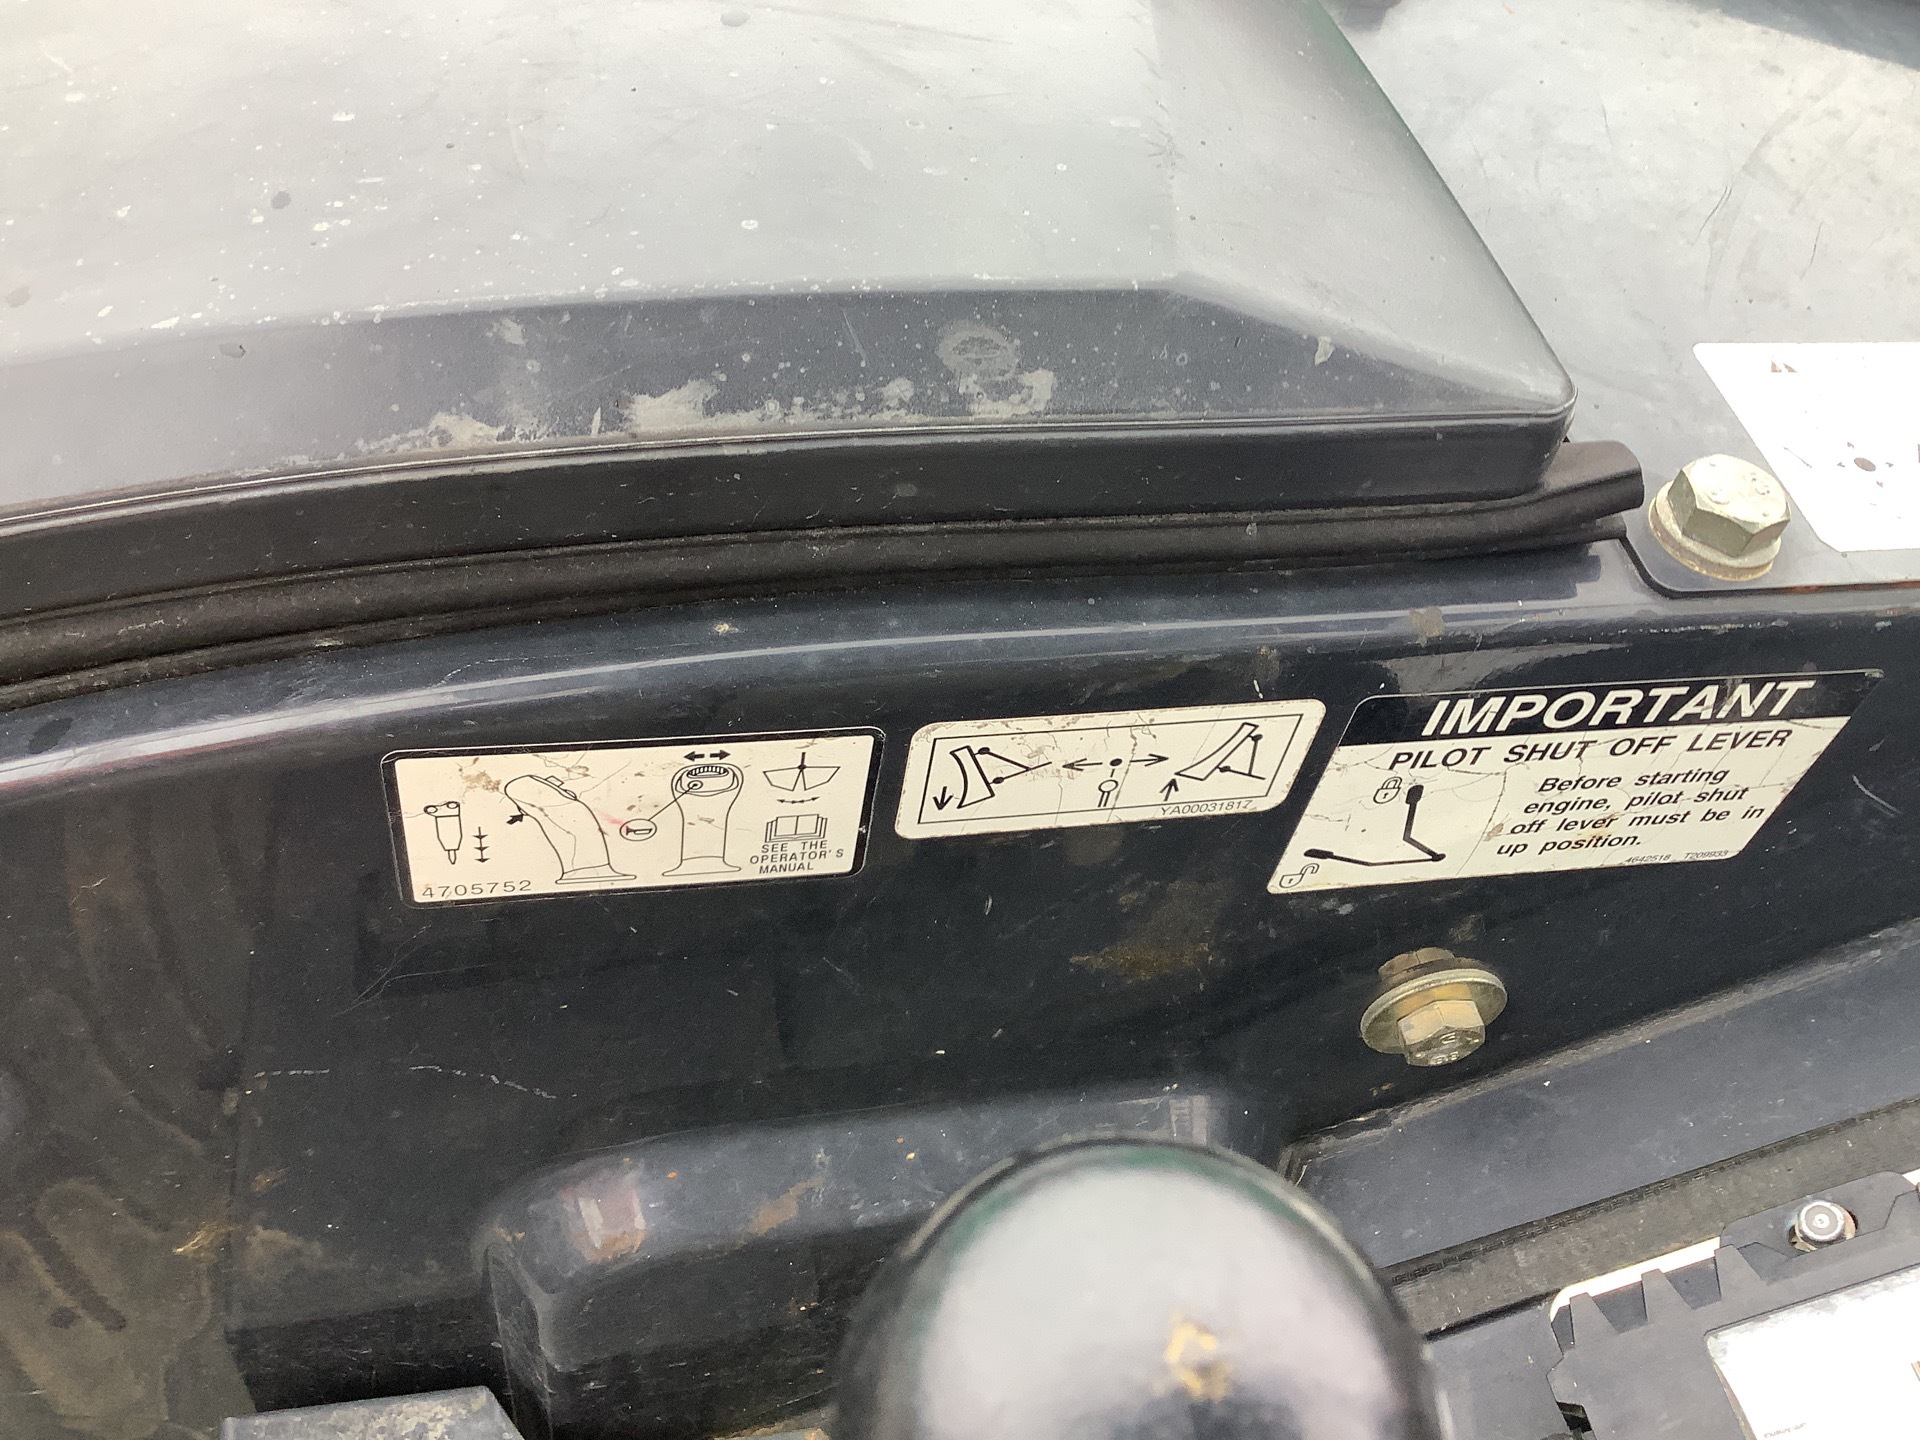 4705752
SEE THE
OPERATOR'S
MANUAL
YA00031817
IMPORTANT
PILOT SHUT OFF LEVER
Before starting
engine, pilot shut
off lever must be in
up position.
4642516 T209933